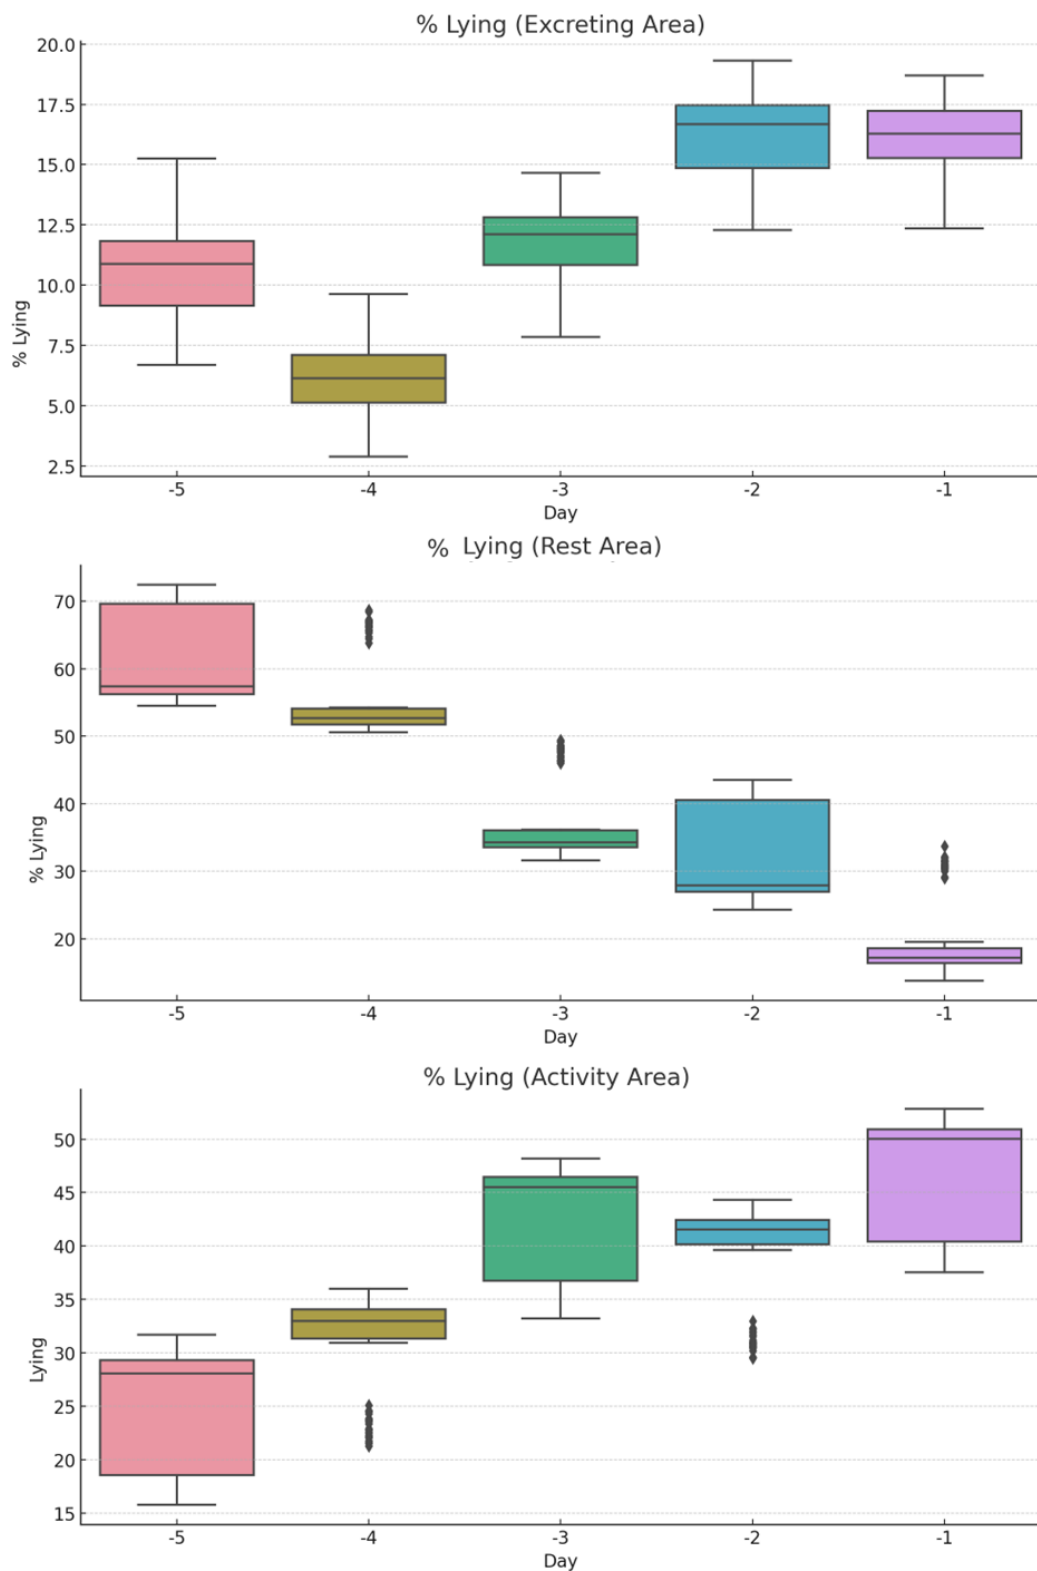 % Lying (Excreting Area)
20.0
17.5
15.0
12.5
10.0
7.5
5.0
2.5
% Lying
-5 -4 -3 -2 -1
Day
% Lying (Rest Area)
70
60
50
40
30
20
% Lying
-5 -4 -3 -2 -1
Day
% Lying (Activity Area)
50
45
40
35
30
25
20
15
Lying
-5 -4 -3 -2 -1
Day